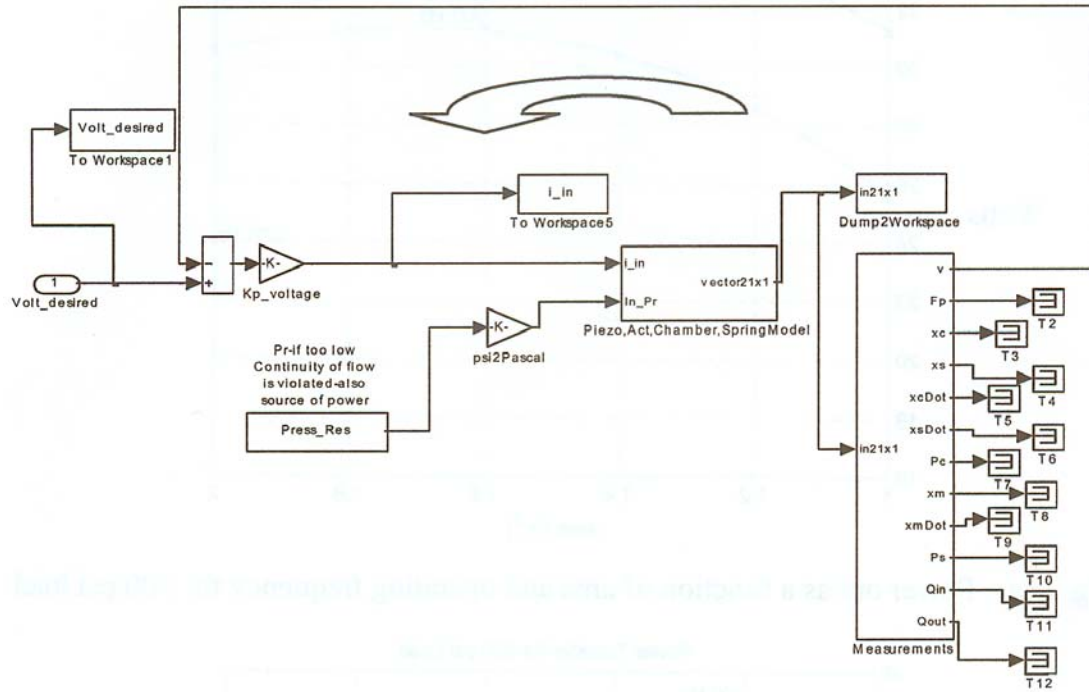 Volt_desired
To Workspace1
i_in
To Workspace5
in21x1
Dump2Workspace
1
Volt_desired
-
+
-K-
Kp_voltage
i_in
In_Pr
vector21x1
Piezo,Act,Chamber,SpringModel
-K-
psi2Pascal
Pr-if too low
Continuity of flow
is violated-also
source of power
Press_Res
in21x1
V
Fp
xc
xs
xcDot
xsDot
Pc
xm
xmDot
Ps
Qin
Qout
Measurements
T2
T3
T4
T5
T6
T7
T8
T9
T10
T11
T12